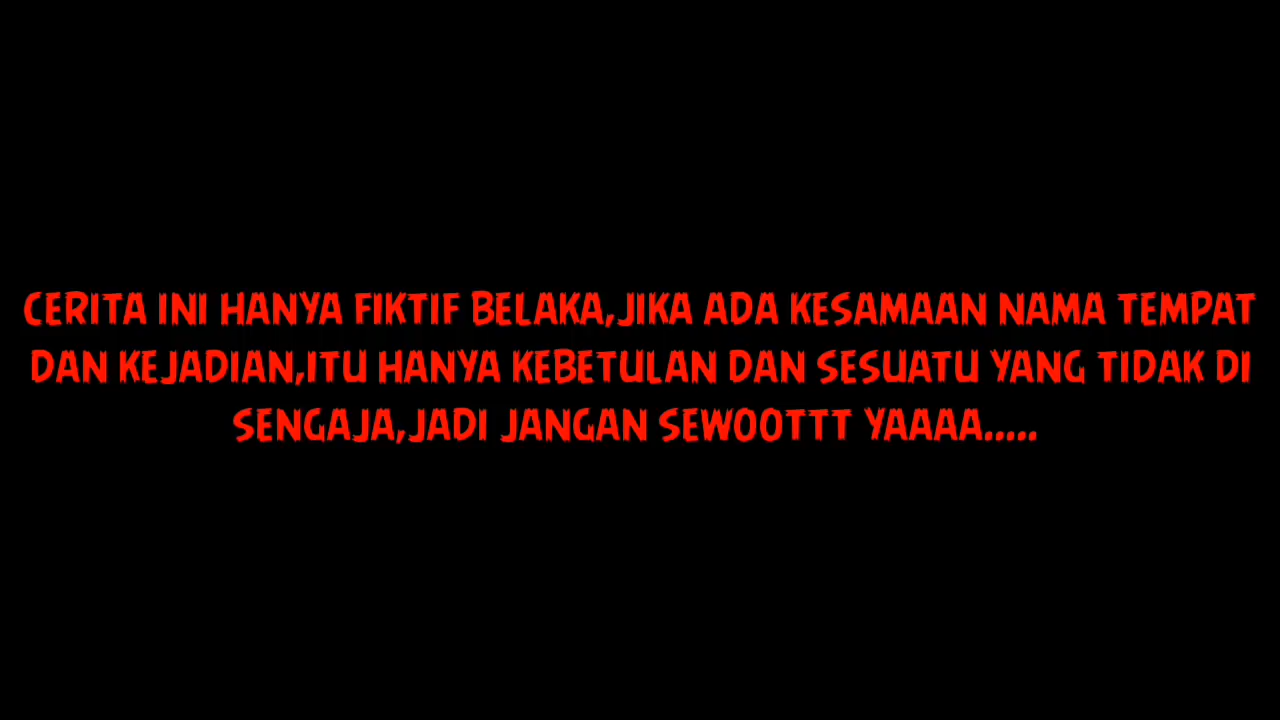 CERITA INI HANYA FIKTIF BELAKA,JIKA ADA KESAMAAN NAMA TEMPAT
DAN KEJADIAN,ITU HANYA KEBETULAN DAN SESUATU YANG TIDAK DI
SENGAJA,JADI JANGAN SEWOOTTT YAAAA.....